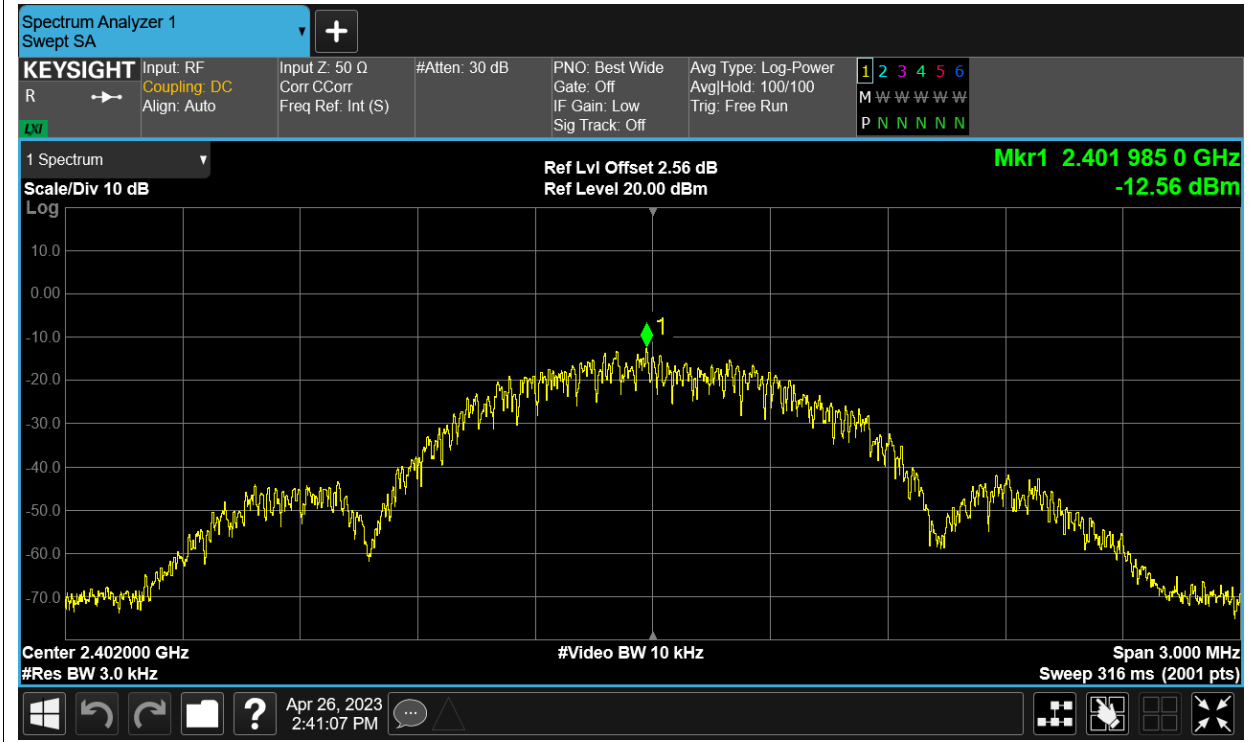 Spectrum Analyzer 1
Swept SA
+
KEYSIGHT
R
LXI
Input: RF
Coupling: DC
Align: Auto
Input Z: 50 Ω
Corr CCorr
Freq Ref: Int (S)
#Atten: 30 dB
PNO: Best Wide
Gate: Off
IF Gain: Low
Sig Track: Off
Avg Type: Log-Power
Avg|Hold: 100/100
Trig: Free Run
1 2 3 4 5 6
M W W W W W
P N N N N N
1 Spectrum
Scale/Div 10 dB
Log
Ref Lvl Offset 2.56 dB
Ref Level 20.00 dBm
Mkr1 2.401 985 0 GHz
-12.56 dBm
10.0
0.00
-10.0
-20.0
-30.0
-40.0
-50.0
-60.0
-70.0
1
Center 2.402000 GHz
#Res BW 3.0 kHz
#Video BW 10 kHz
Span 3.000 MHz
Sweep 316 ms (2001 pts)
?
Apr 26, 2023
2:41:07 PM